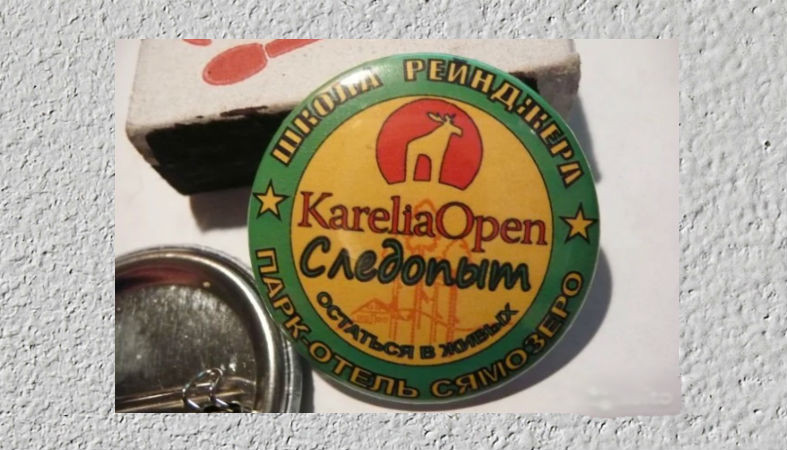 ШКОЛА РЕЙНДЖЕРА
KareliaOpen
Следопыт
ОСТАТЬСЯ В ЖИВЫХ
ПАРК-ОТЕЛЬ СЯМОЗЕРО